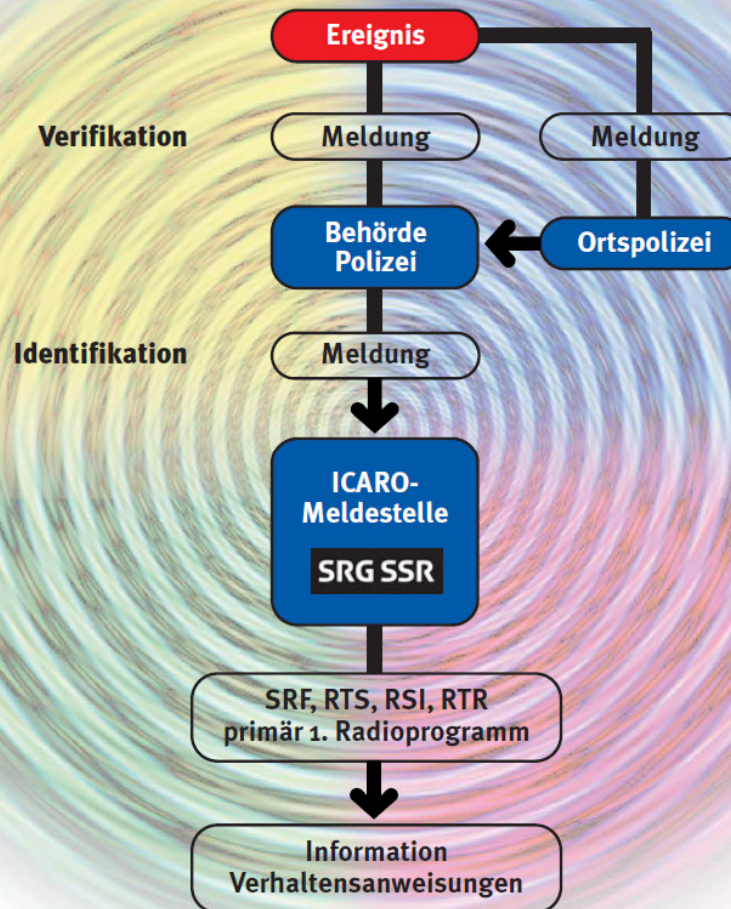 Ereignis
Verifikation
Meldung
Meldung
Behörde
Polizei
Ortspolizei
Identifikation
Meldung
ICARO-
Meldestelle
SRG SSR
SRF, RTS, RSI, RTR
primär 1. Radioprogramm
Information
Verhaltensanweisungen